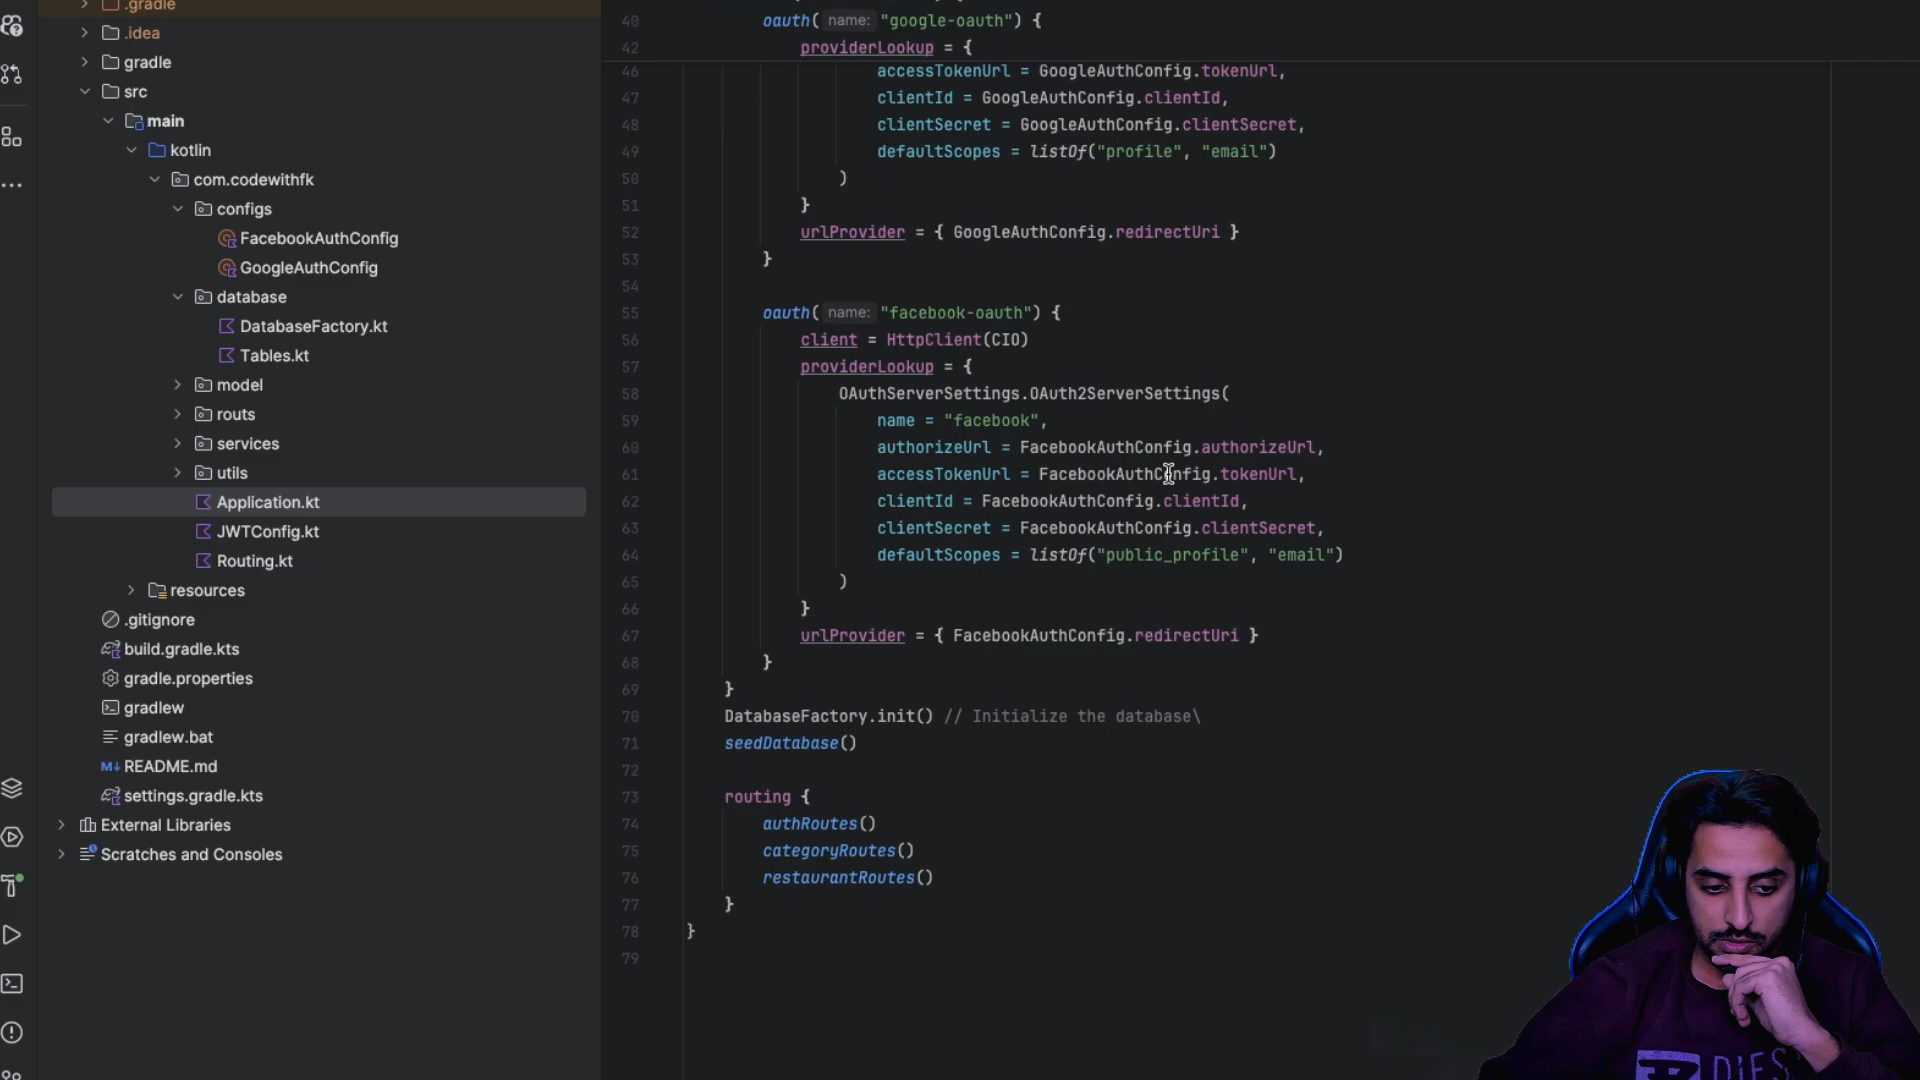 .gradle
.idea
gradle
src
main
kotlin
com.codewithfk
configs
FacebookAuthConfig
GoogleAuthConfig
database
DatabaseFactory.kt
Tables.kt
model
routs
services
utils
Application.kt
JWTConfig.kt
Routing.kt
resources
.gitignore
build.gradle.kts
gradle.properties
gradlew
gradlew.bat
README.md
settings.gradle.kts
External Libraries
Scratches and Consoles
40 oauth( name: "google-oauth") {
42 providerLookup = {
46 accessTokenUrl = GoogleAuthConfig.tokenUrl,
47 clientId = GoogleAuthConfig.clientId,
48 clientSecret = GoogleAuthConfig.clientSecret,
49 defaultScopes = listOf("profile", "email")
50 )
51 }
52 urlProvider = { GoogleAuthConfig.redirectUri }
53 }
54
55 oauth( name: "facebook-oauth") {
56 client = HttpClient(CIO)
57 providerLookup = {
58 OAuthServerSettings.OAuth2ServerSettings(
59 name = "facebook",
60 authorizeUrl = FacebookAuthConfig.authorizeUrl,
61 accessTokenUrl = FacebookAuthConfig.tokenUrl,
62 clientId = FacebookAuthConfig.clientId,
63 clientSecret = FacebookAuthConfig.clientSecret,
64 defaultScopes = listOf("public_profile", "email")
65 )
66 }
67 urlProvider = { FacebookAuthConfig.redirectUri }
68 }
69 }
70 DatabaseFactory.init() // Initialize the database\
71 seedDatabase()
72
73 routing {
74 authRoutes()
75 categoryRoutes()
76 restaurantRoutes()
77 }
78 }
79